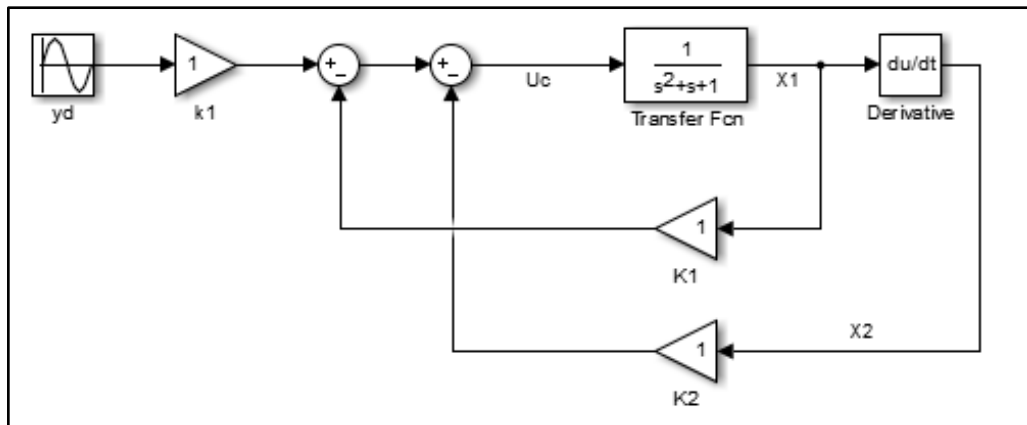 yd
1
k1
+
−
+
−
Uc
1
s²+s+1
Transfer Fcn
X1
du/dt
Derivative
1
K1
X2
1
K2